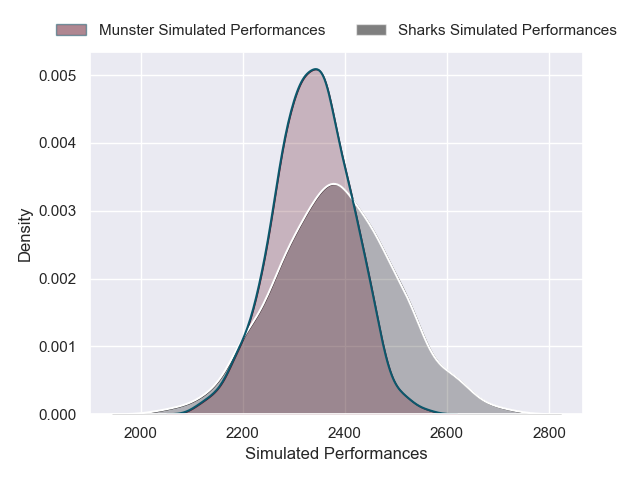 Munster Simulated Performances
Sharks Simulated Performances
0.005
0.004
0.003
0.002
0.001
0.000
Density
2000
2200
2400
2600
2800
Simulated Performances